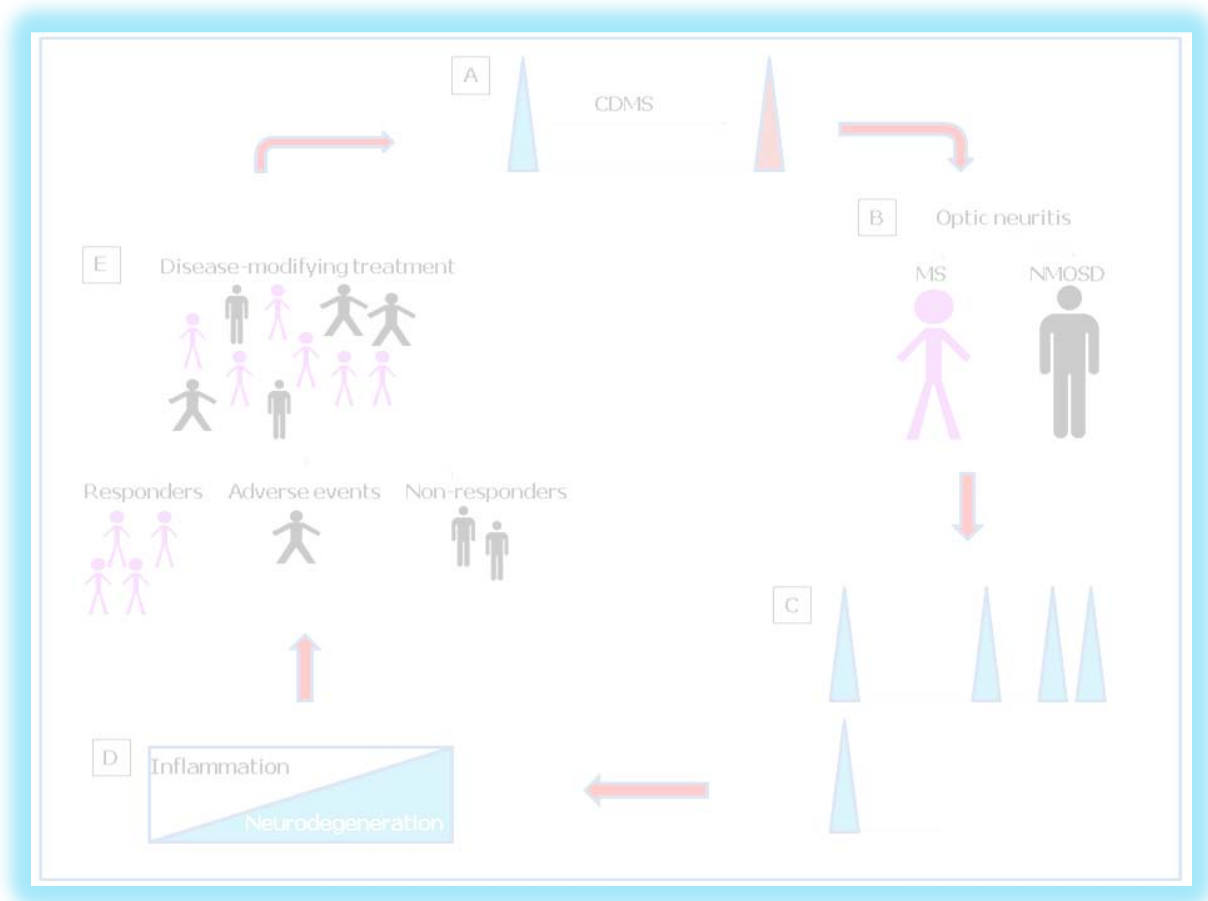 A
CDMS
B
Optic neuritis
MS
NMOSD
E
Disease-modifying treatment
Responders
Adverse events
Non-responders
C
D
Inflammation
Neurodegeneration